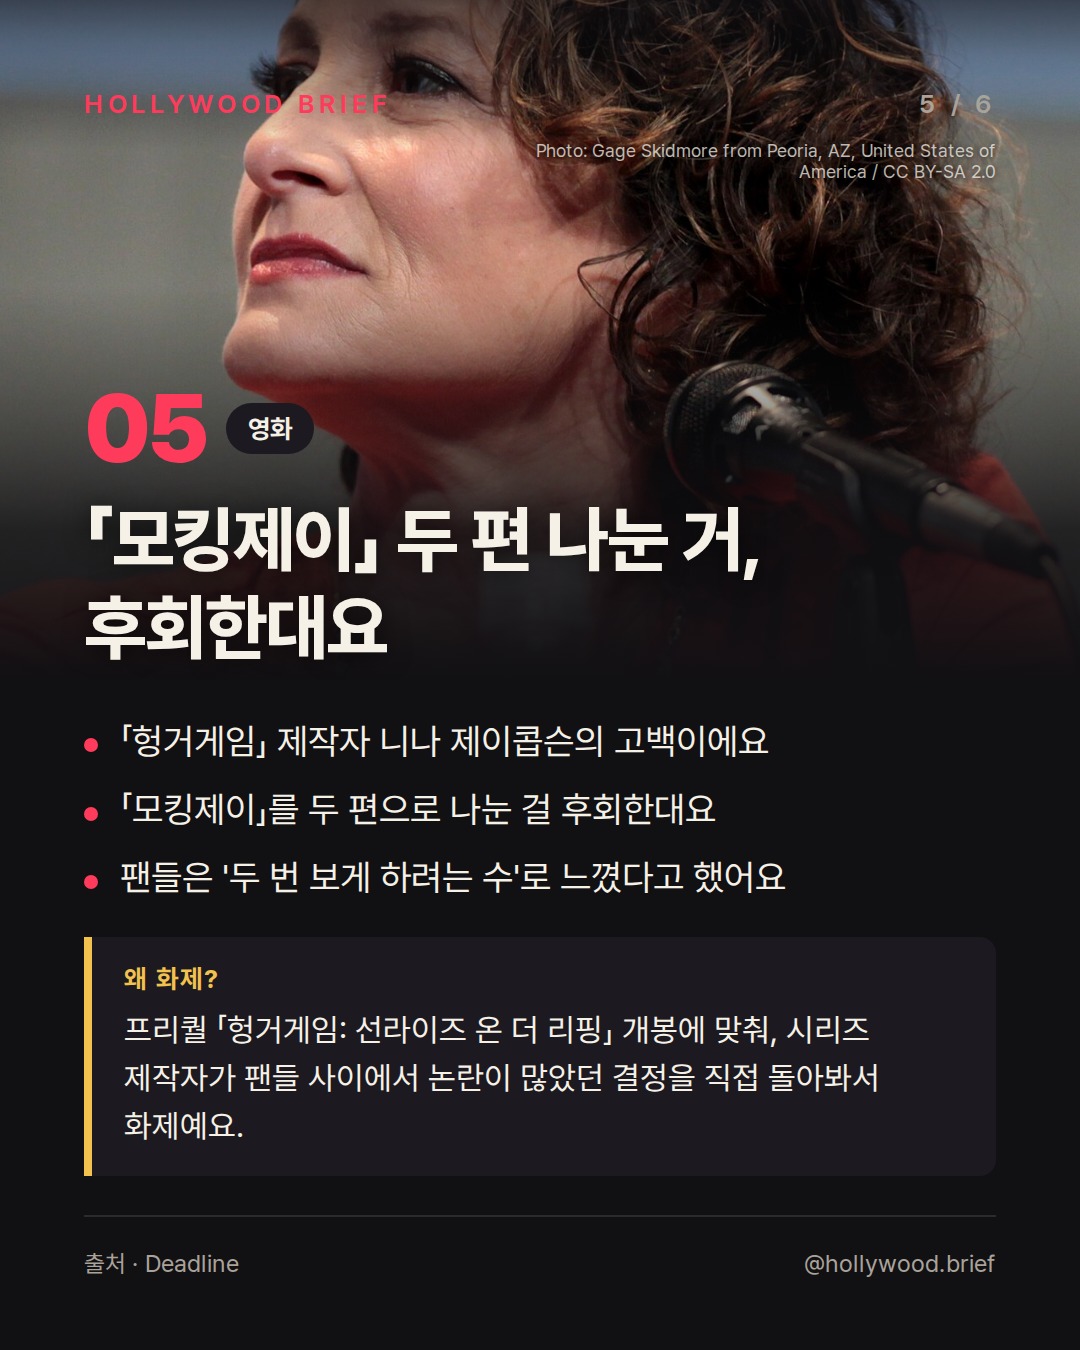 HOLLYWOOD BRIEF
5 / 6
Photo: Gage Skidmore from Peoria, AZ, United States of
America / CC BY-SA 2.0
05
영화
「모킹제이」 두 편 나눈 거,
후회한대요
「헝거게임」 제작자 니나 제이콥슨의 고백이에요
「모킹제이」를 두 편으로 나눈 걸 후회한대요
팬들은 '두 번 보게 하려는 수'로 느꼈다고 했어요
왜 화제?
프리퀄 「헝거게임: 선라이즈 온 더 리핑」 개봉에 맞춰, 시리즈
제작자가 팬들 사이에서 논란이 많았던 결정을 직접 돌아봐서
화제예요.
출처 · Deadline
@hollywood.brief